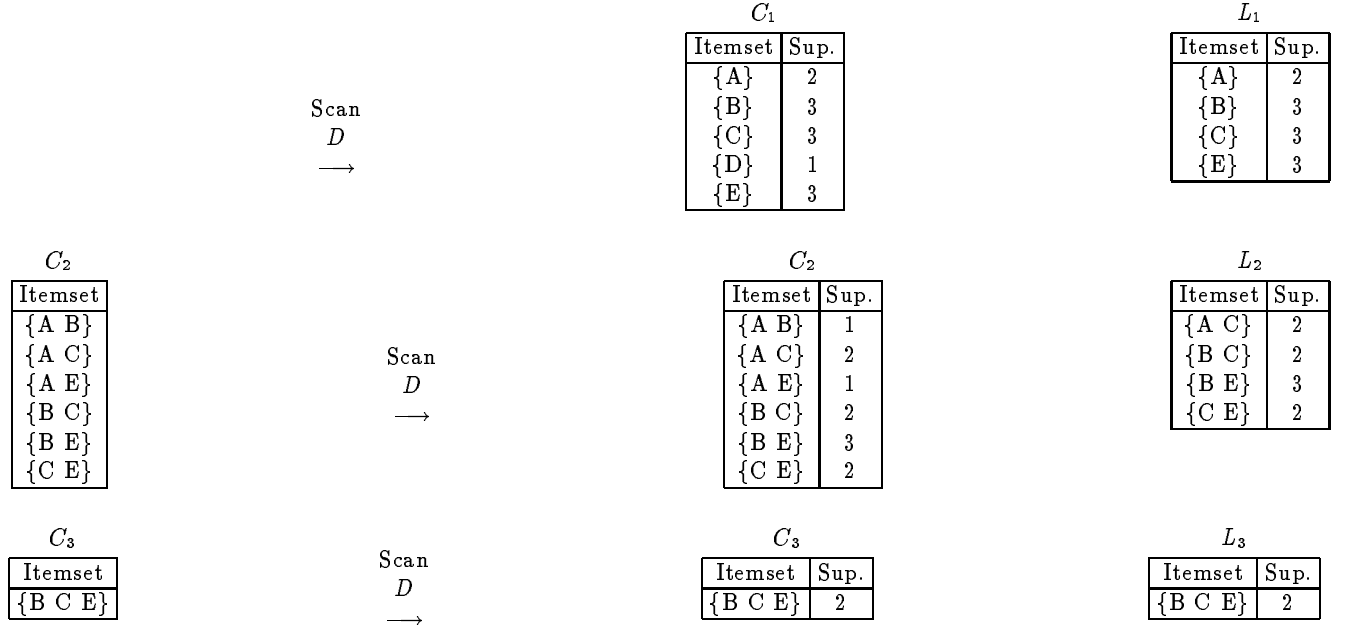 C₁
Itemset Sup.
{A} 2
{B} 3
{C} 3
{D} 1
{E} 3
L₁
Itemset Sup.
{A} 2
{B} 3
{C} 3
{E} 3
Scan
D
⟶
C₂
Itemset
{A B}
{A C}
{A E}
{B C}
{B E}
{C E}
Scan
D
⟶
C₂
Itemset Sup.
{A B} 1
{A C} 2
{A E} 1
{B C} 2
{B E} 3
{C E} 2
L₂
Itemset Sup.
{A C} 2
{B C} 2
{B E} 3
{C E} 2
C₃
Itemset
{B C E}
Scan
D
⟶
C₃
Itemset Sup.
{B C E} 2
L₃
Itemset Sup.
{B C E} 2